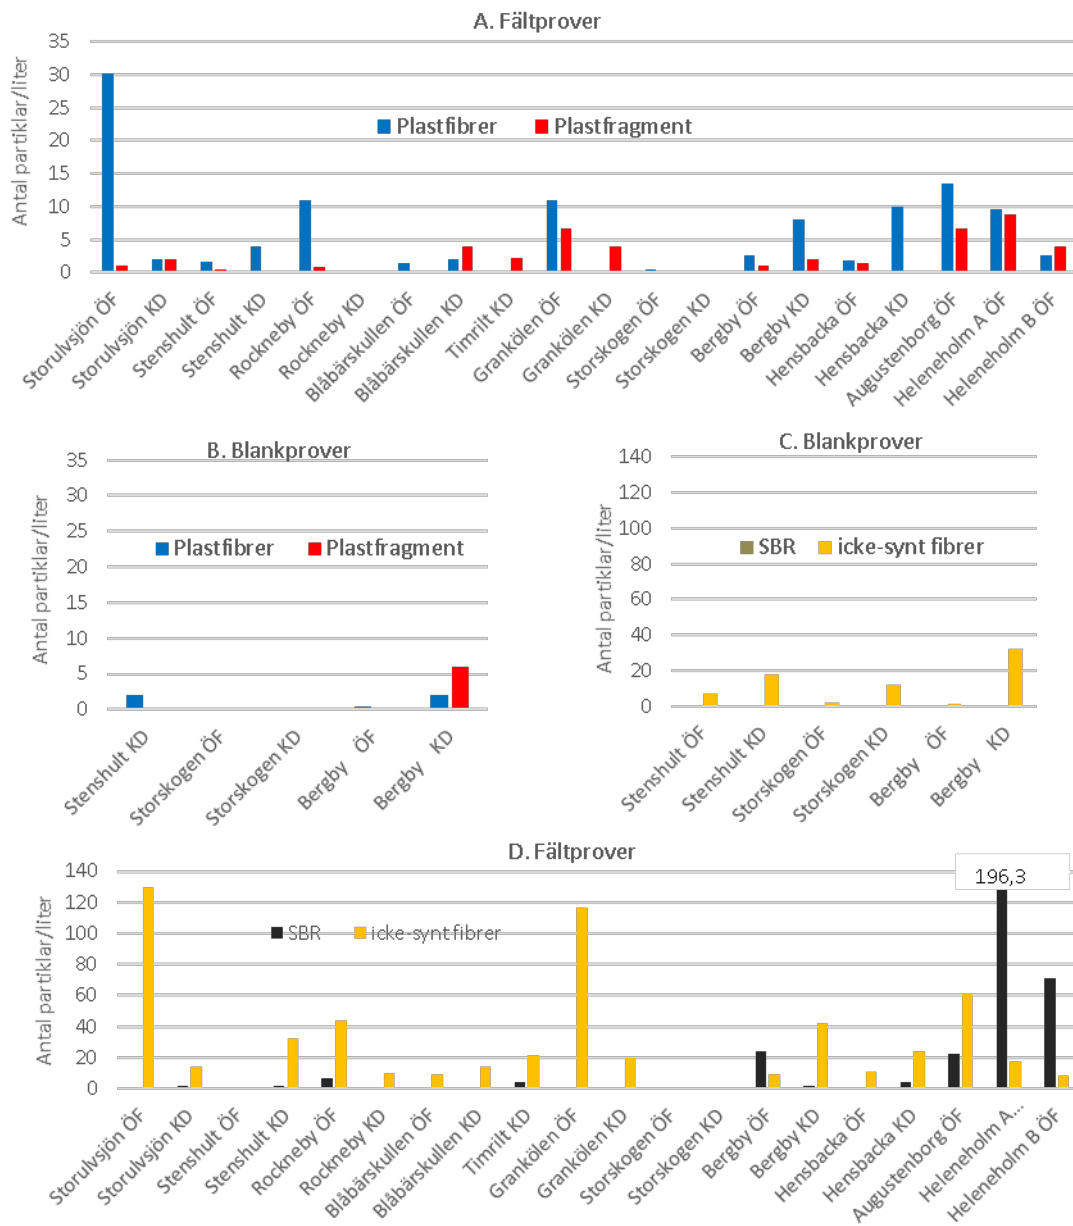 A. Fältprover
Antal partiklar/liter
35
30
25
20
15
10
5
0
Plastfibrer
Plastfragment
Storulvsjön ÖF
Storulvsjön KD
Stenshult ÖF
Stenshult KD
Rockneby ÖF
Rockneby KD
Blåbärskullen ÖF
Blåbärskullen KD
Timrilt KD
Grankölen ÖF
Grankölen KD
Storskogen ÖF
Storskogen KD
Bergby ÖF
Bergby KD
Hensbacka ÖF
Hensbacka KD
Augustenborg ÖF
Heleneholm A ÖF
Heleneholm B ÖF
B. Blankprover
Antal partiklar/liter
35
30
25
20
15
10
5
0
Plastfibrer
Plastfragment
Stenshult KD
Storskogen ÖF
Storskogen KD
Bergby ÖF
Bergby KD
C. Blankprover
Antal partiklar/liter
140
120
100
80
60
40
20
0
SBR
icke-synt fibrer
Stenshult ÖF
Stenshult KD
Storskogen ÖF
Storskogen KD
Bergby ÖF
Bergby KD
D. Fältprover
Antal partiklar/liter
140
120
100
80
60
40
20
0
SBR
icke-synt fibrer
196,3
Storulvsjön ÖF
Storulvsjön KD
Stenshult ÖF
Stenshult KD
Rockneby ÖF
Rockneby KD
Blåbärskullen ÖF
Blåbärskullen KD
Timrilt KD
Grankölen ÖF
Grankölen KD
Storskogen ÖF
Storskogen KD
Bergby ÖF
Bergby KD
Hensbacka ÖF
Hensbacka KD
Augustenborg ÖF
Heleneholm A...
Heleneholm B ÖF